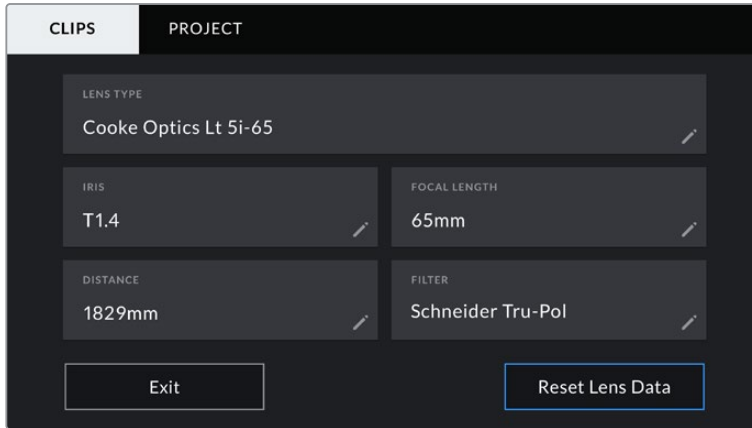 CLIPS PROJECT
LENS TYPE
Cooke Optics Lt 5i-65
IRIS
T1.4
FOCAL LENGTH
65mm
DISTANCE
1829mm
FILTER
Schneider Tru-Pol
Exit
Reset Lens Data